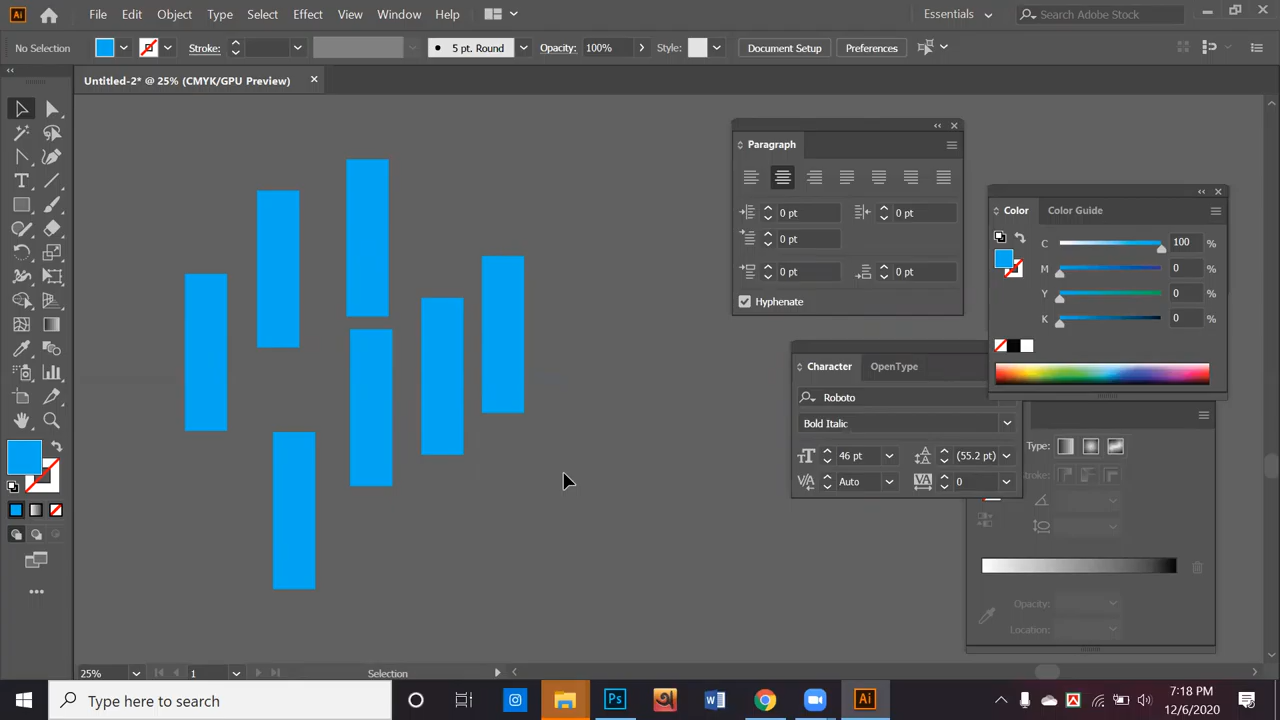 Ai File Edit Object Type Select Effect View Window Help Essentials Search Adobe Stock
No Selection Stroke: 5 pt. Round Opacity: 100% Style: Document Setup Preferences
Untitled-2* @ 25% (CMYK/GPU Preview)
Paragraph
0 pt 0 pt
0 pt
0 pt 0 pt
Hyphenate
Color Color Guide
C 100 %
M 0 %
Y 0 %
K 0 %
Character OpenType
Roboto
Bold Italic
46 pt (55.2 pt)
Auto 0
Type:
Stroke:
Opacity:
Location:
25% 1 Selection
Type here to search
Ps W Ai
7:18 PM
12/6/2020